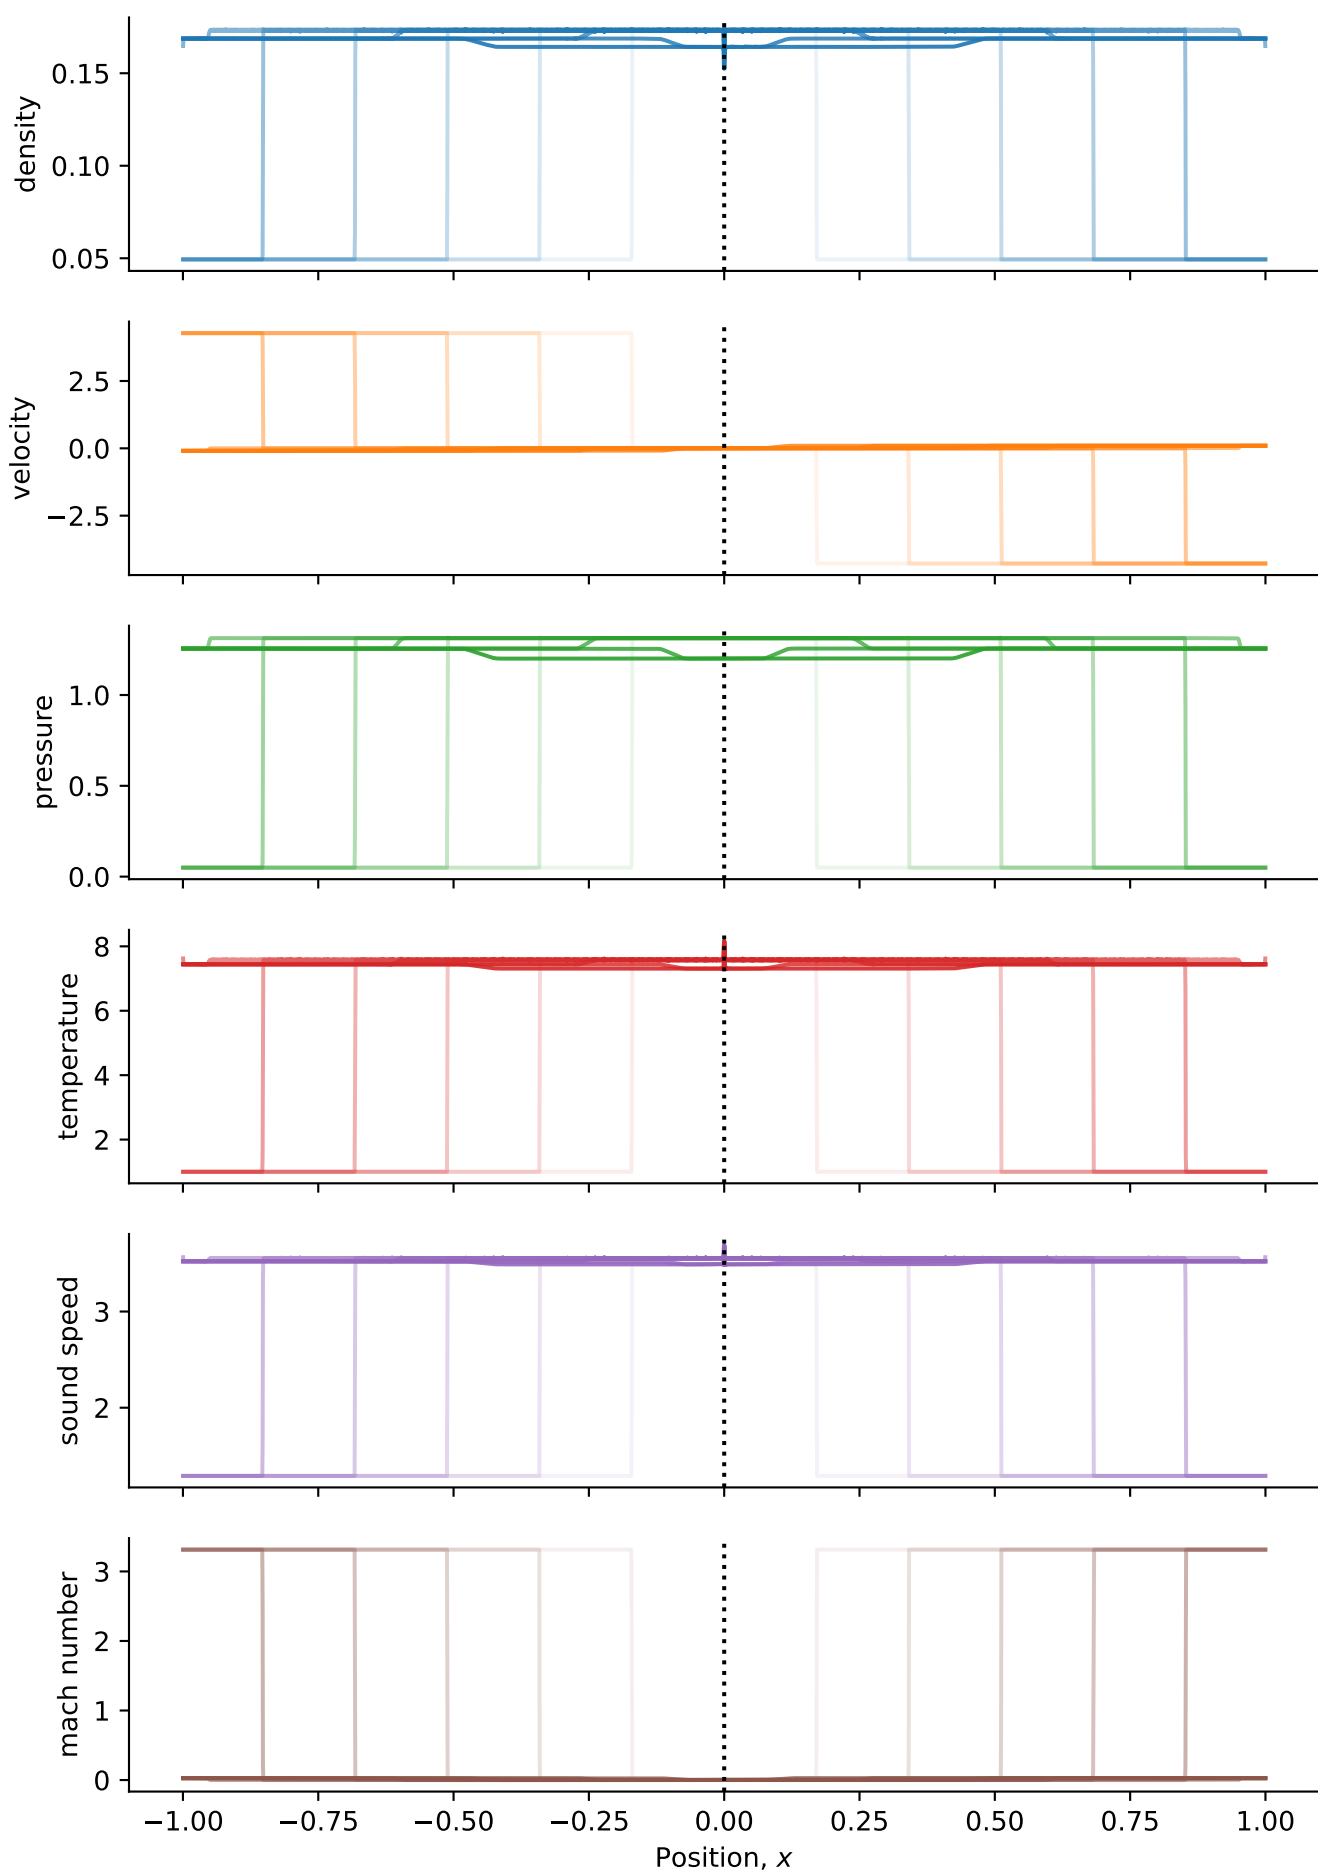 density
0.15
0.10
0.05
velocity
2.5
0.0
−2.5
pressure
1.0
0.5
0.0
temperature
8
6
4
2
sound speed
3
2
mach number
3
2
1
0
−1.00 −0.75 −0.50 −0.25 0.00 0.25 0.50 0.75 1.00
Position, x